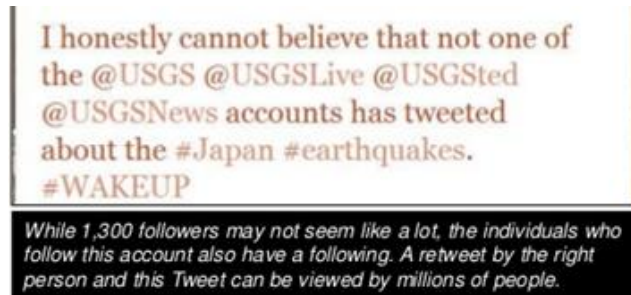 I honestly cannot believe that not one of
the @USGS @USGSLive @USGSted
@USGSNews accounts has tweeted
about the #Japan #earthquakes.
#WAKEUP
While 1,300 followers may not seem like a lot, the individuals who
follow this account also have a following. A retweet by the right
person and this Tweet can be viewed by millions of people.